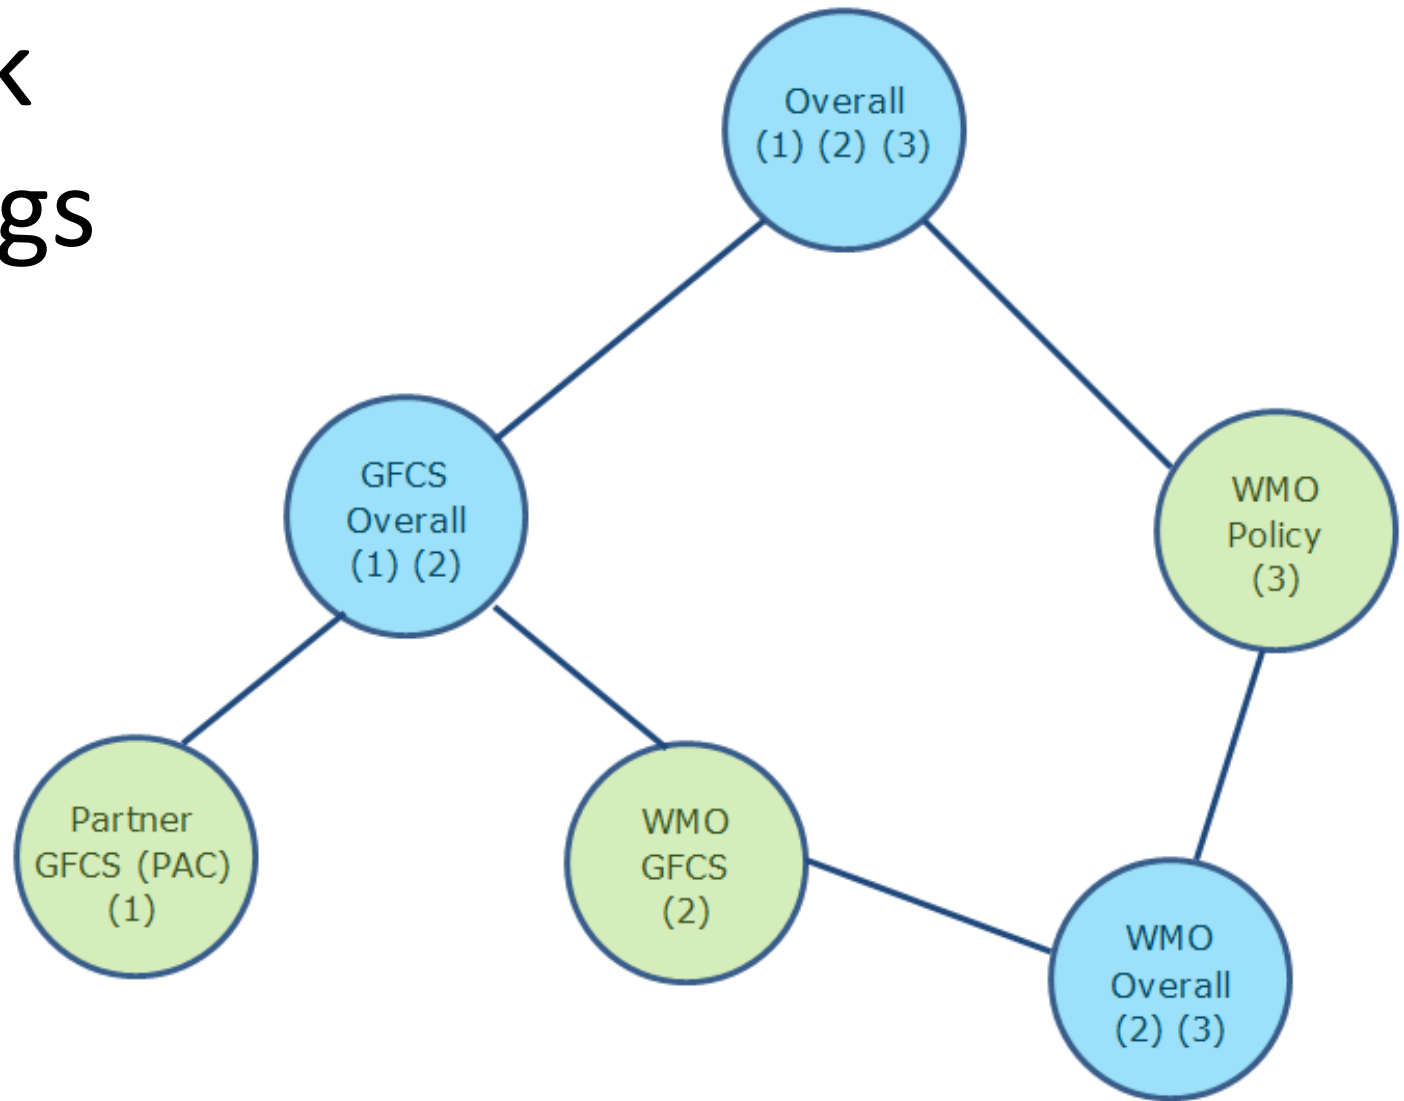 k
gs
Overall
(1) (2) (3)
GFCS
Overall
(1) (2)
WMO
Policy
(3)
Partner
GFCS (PAC)
(1)
WMO
GFCS
(2)
WMO
Overall
(2) (3)